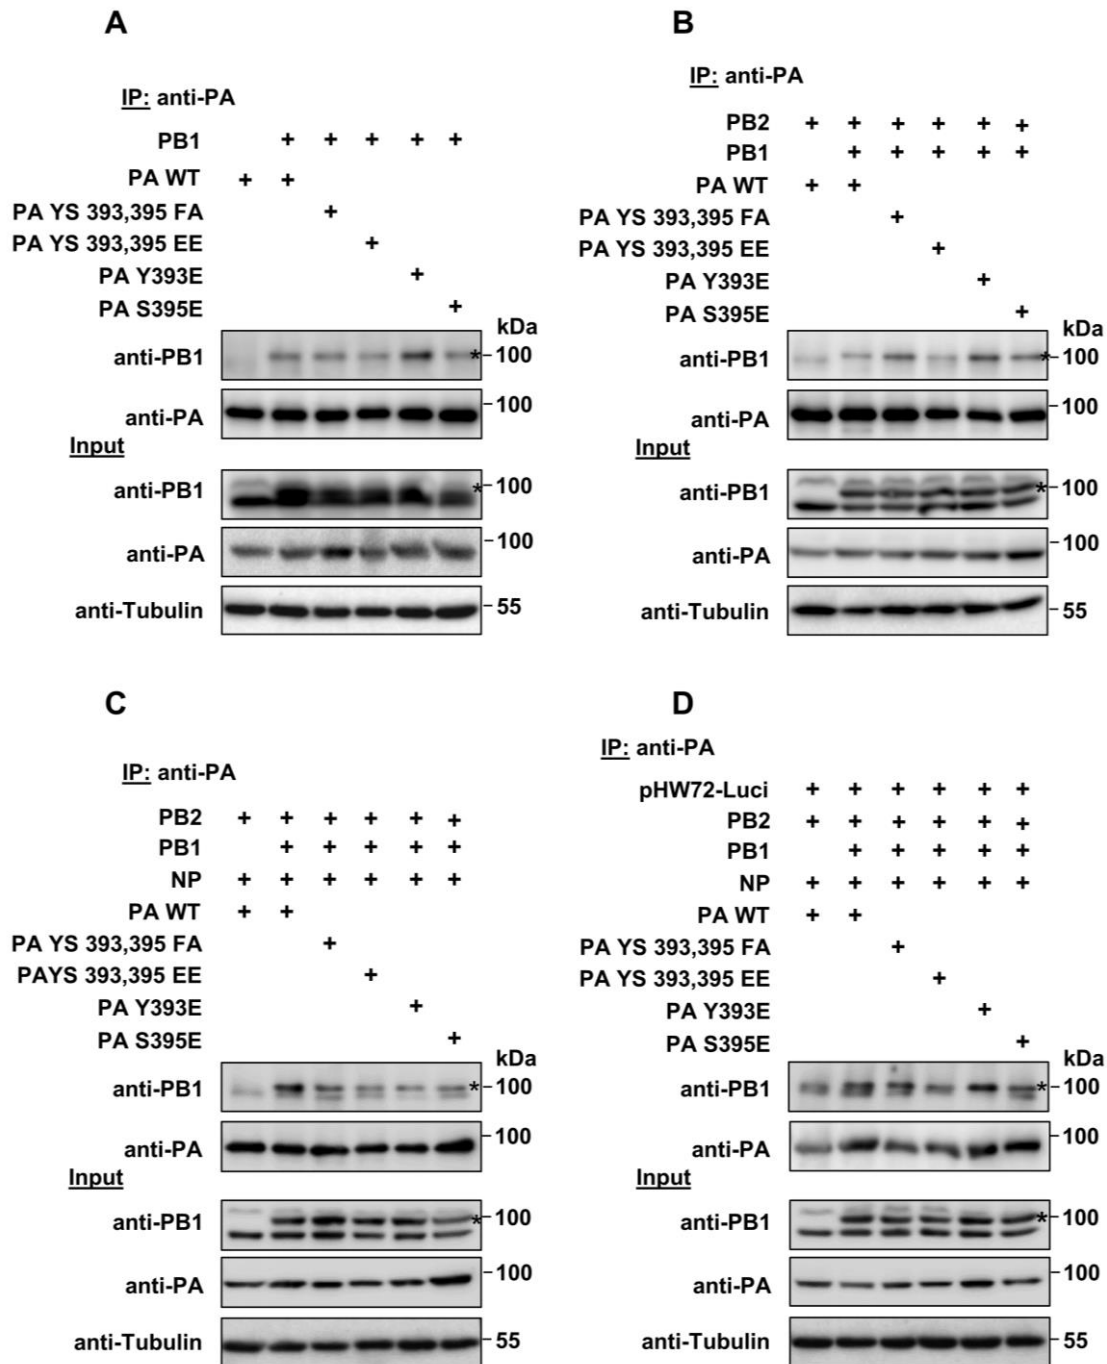 A
IP: anti-PA
PB1 + + + + +
PA WT + +
PA YS 393,395 FA +
PA YS 393,395 EE +
PA Y393E +
PA S395E +
kDa
anti-PB1 * 100
anti-PA 100
Input
anti-PB1 * 100
anti-PA 100
anti-Tubulin 55
B
IP: anti-PA
PB2 + + + + + +
PB1 + + + + +
PA WT + +
PA YS 393,395 FA +
PA YS 393,395 EE +
PA Y393E +
PA S395E +
kDa
anti-PB1 * 100
anti-PA 100
Input
anti-PB1 * 100
anti-PA 100
anti-Tubulin 55
C
IP: anti-PA
PB2 + + + + + +
PB1 + + + + +
NP + + + + + +
PA WT + +
PA YS 393,395 FA +
PAYS 393,395 EE +
PA Y393E +
PA S395E +
kDa
anti-PB1 * 100
anti-PA 100
Input
anti-PB1 * 100
anti-PA 100
anti-Tubulin 55
D
IP: anti-PA
pHW72-Luci + + + + + +
PB2 + + + + + +
PB1 + + + + +
NP + + + + + +
PA WT + +
PA YS 393,395 FA +
PA YS 393,395 EE +
PA Y393E +
PA S395E +
kDa
anti-PB1 * 100
anti-PA 100
Input
anti-PB1 * 100
anti-PA 100
anti-Tubulin 55